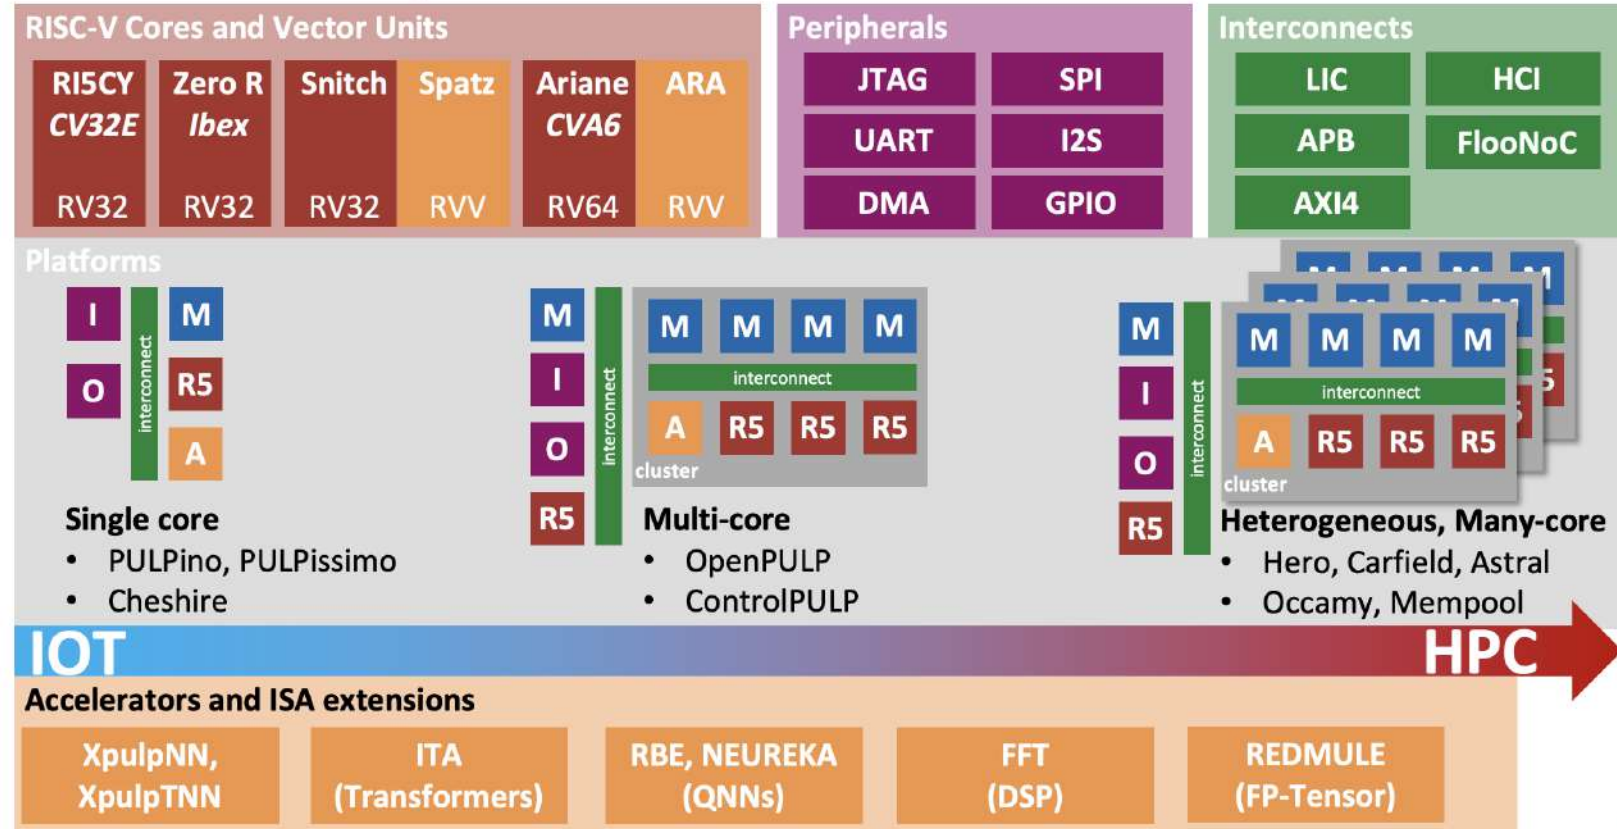 RISC-V Cores and Vector Units
RI5CY
CV32E
RV32
Zero R
Ibex
RV32
Snitch
RV32
Spatz
RVV
Ariane
CVA6
RV64
ARA
RVV
Peripherals
JTAG
SPI
UART
I2S
DMA
GPIO
Interconnects
LIC
HCI
APB
FlooNoC
AXI4
Platforms
I
O
interconnect
M
R5
A
Single core
• PULPino, PULPissimo
• Cheshire
M
I
O
R5
interconnect
M M M M
interconnect
A R5 R5 R5
cluster
Multi-core
• OpenPULP
• ControlPULP
M
I
O
R5
interconnect
M M M M
M M M M
M M M M
interconnect
A R5 R5 R5
cluster
Heterogeneous, Many-core
• Hero, Carfield, Astral
• Occamy, Mempool
IOT
HPC
Accelerators and ISA extensions
XpulpNN,
XpulpTNN
ITA
(Transformers)
RBE, NEUREKA
(QNNs)
FFT
(DSP)
REDMULE
(FP-Tensor)